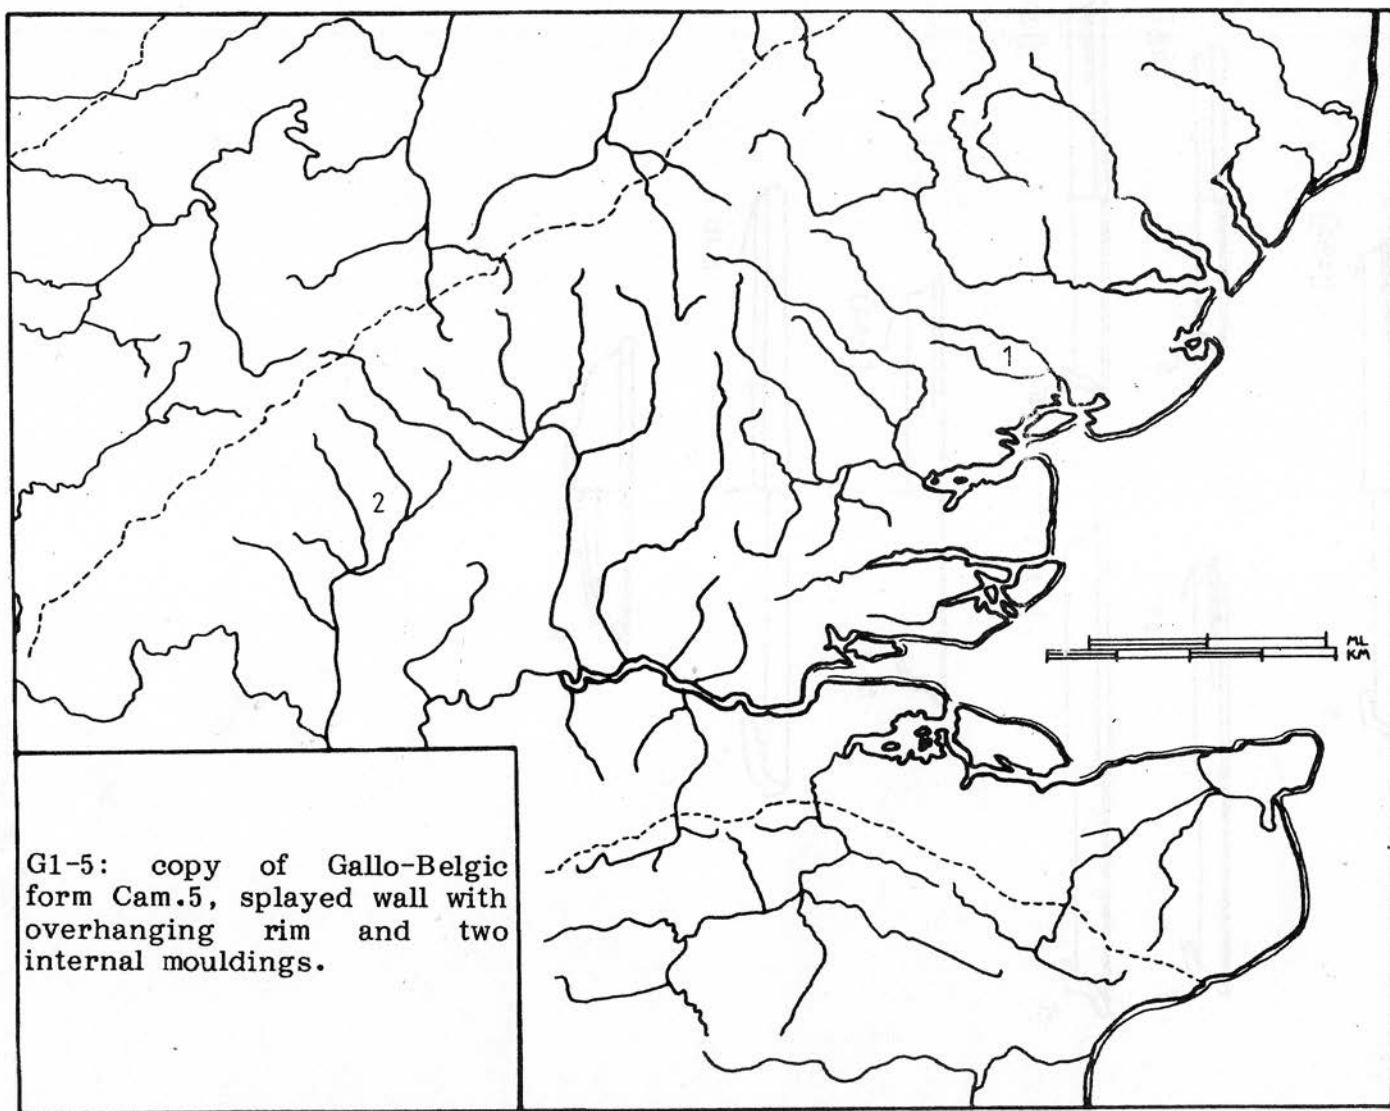 1
2
ML
KM
G1-5: copy of Gallo-Belgic
form Cam.5, splayed wall with
overhanging rim and two
internal mouldings.